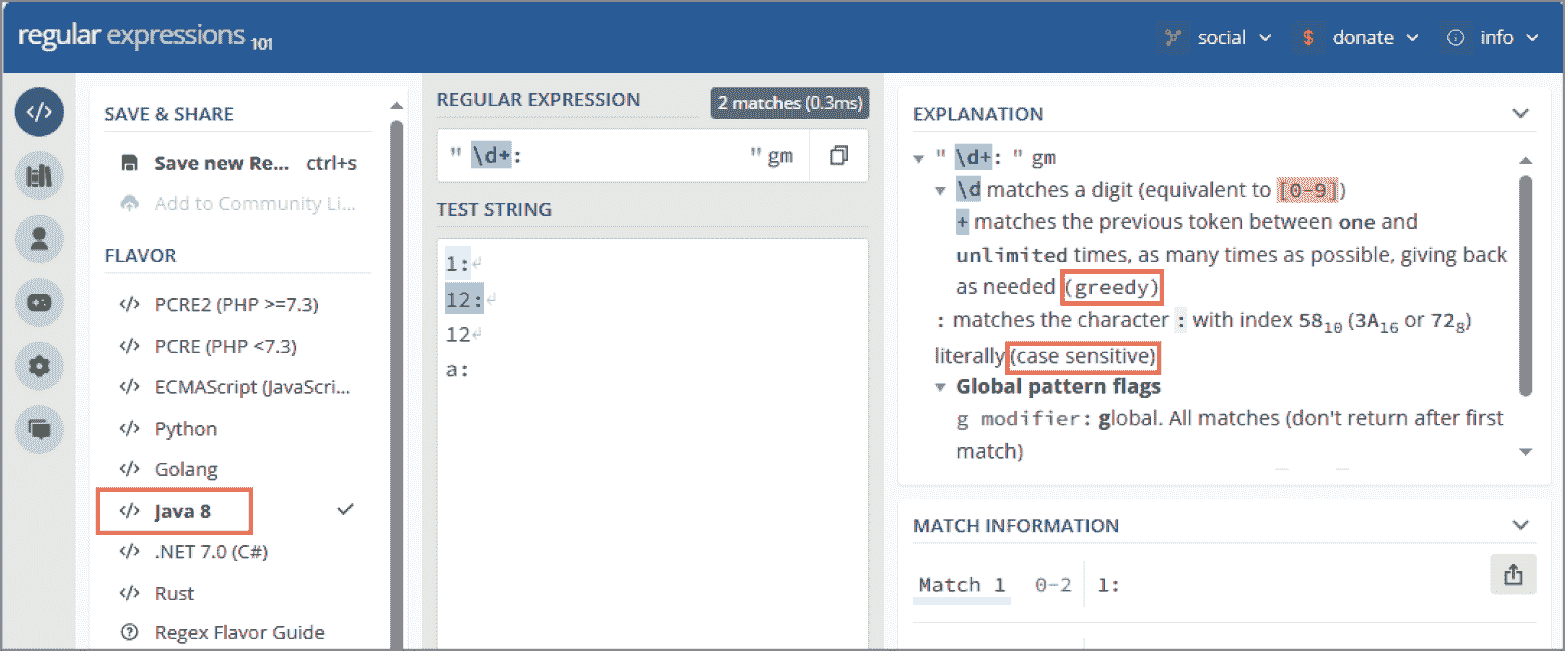 regular expressions 101
social
donate
info
SAVE & SHARE
Save new Re... ctrl+s
Add to Community Li...
FLAVOR
</> PCRE2 (PHP >=7.3)
</> PCRE (PHP <7.3)
</> ECMAScript (JavaScri...
</> Python
</> Golang
</> Java 8
</> .NET 7.0 (C#)
</> Rust
Regex Flavor Guide
REGULAR EXPRESSION
2 matches (0.3ms)
" \d+: " gm
TEST STRING
1:
12:
12
a:
EXPLANATION
" \d+: " gm
\d matches a digit (equivalent to [0-9])
+ matches the previous token between one and
unlimited times, as many times as possible, giving back
as needed (greedy)
: matches the character : with index 58₁₀ (3A₁₆ or 72₈)
literally (case sensitive)
Global pattern flags
g modifier: global. All matches (don't return after first
match)
MATCH INFORMATION
Match 1 0-2 1: